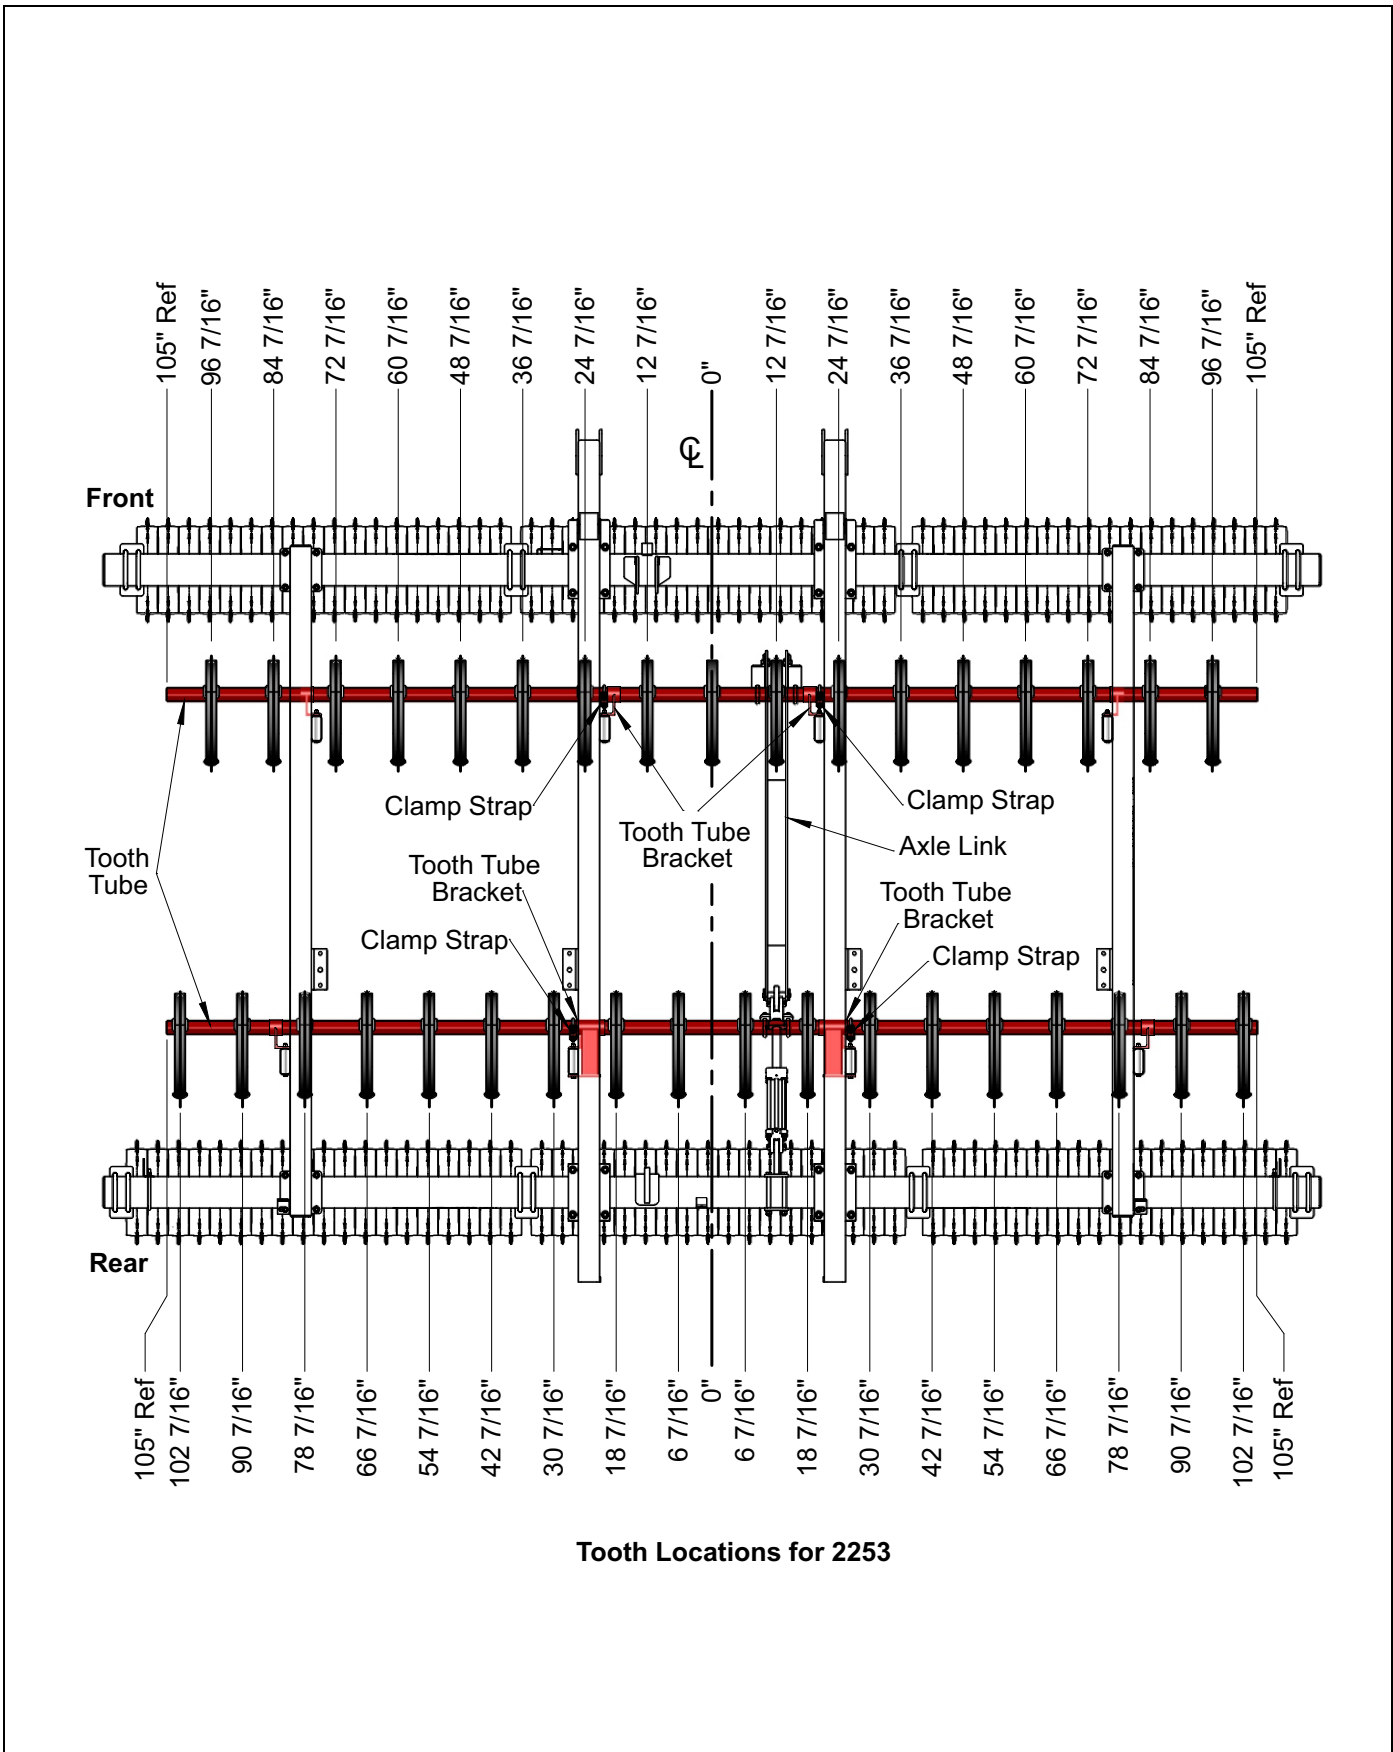 105" Ref
96 7/16"
84 7/16"
72 7/16"
60 7/16"
48 7/16"
36 7/16"
24 7/16"
12 7/16"
0"
12 7/16"
24 7/16"
36 7/16"
48 7/16"
60 7/16"
72 7/16"
84 7/16"
96 7/16"
105" Ref
℄
Front
Clamp Strap
Tooth Tube
Bracket
Clamp Strap
Axle Link
Tooth
Tube
Tooth Tube
Bracket
Tooth Tube
Bracket
Clamp Strap
Clamp Strap
Rear
105" Ref
102 7/16"
90 7/16"
78 7/16"
66 7/16"
54 7/16"
42 7/16"
30 7/16"
18 7/16"
6 7/16"
0"
6 7/16"
18 7/16"
30 7/16"
42 7/16"
54 7/16"
66 7/16"
78 7/16"
90 7/16"
102 7/16"
105" Ref
Tooth Locations for 2253